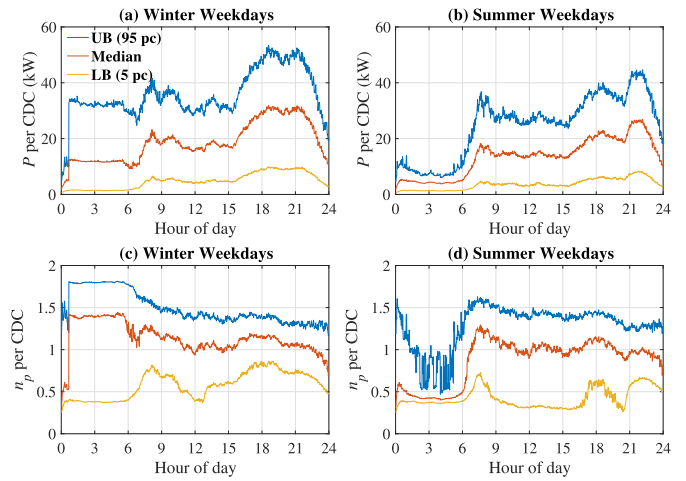 (a) Winter Weekdays
60
40
20
0
P per CDC (kW)
UB (95 pc)
Median
LB (5 pc)
0 3 6 9 12 15 18 21 24
Hour of day
(b) Summer Weekdays
60
40
20
0
P per CDC (kW)
0 3 6 9 12 15 18 21 24
Hour of day
(c) Winter Weekdays
2
1.5
1
0.5
0
n_p per CDC
0 3 6 9 12 15 18 21 24
Hour of day
(d) Summer Weekdays
2
1.5
1
0.5
0
n_p per CDC
0 3 6 9 12 15 18 21 24
Hour of day